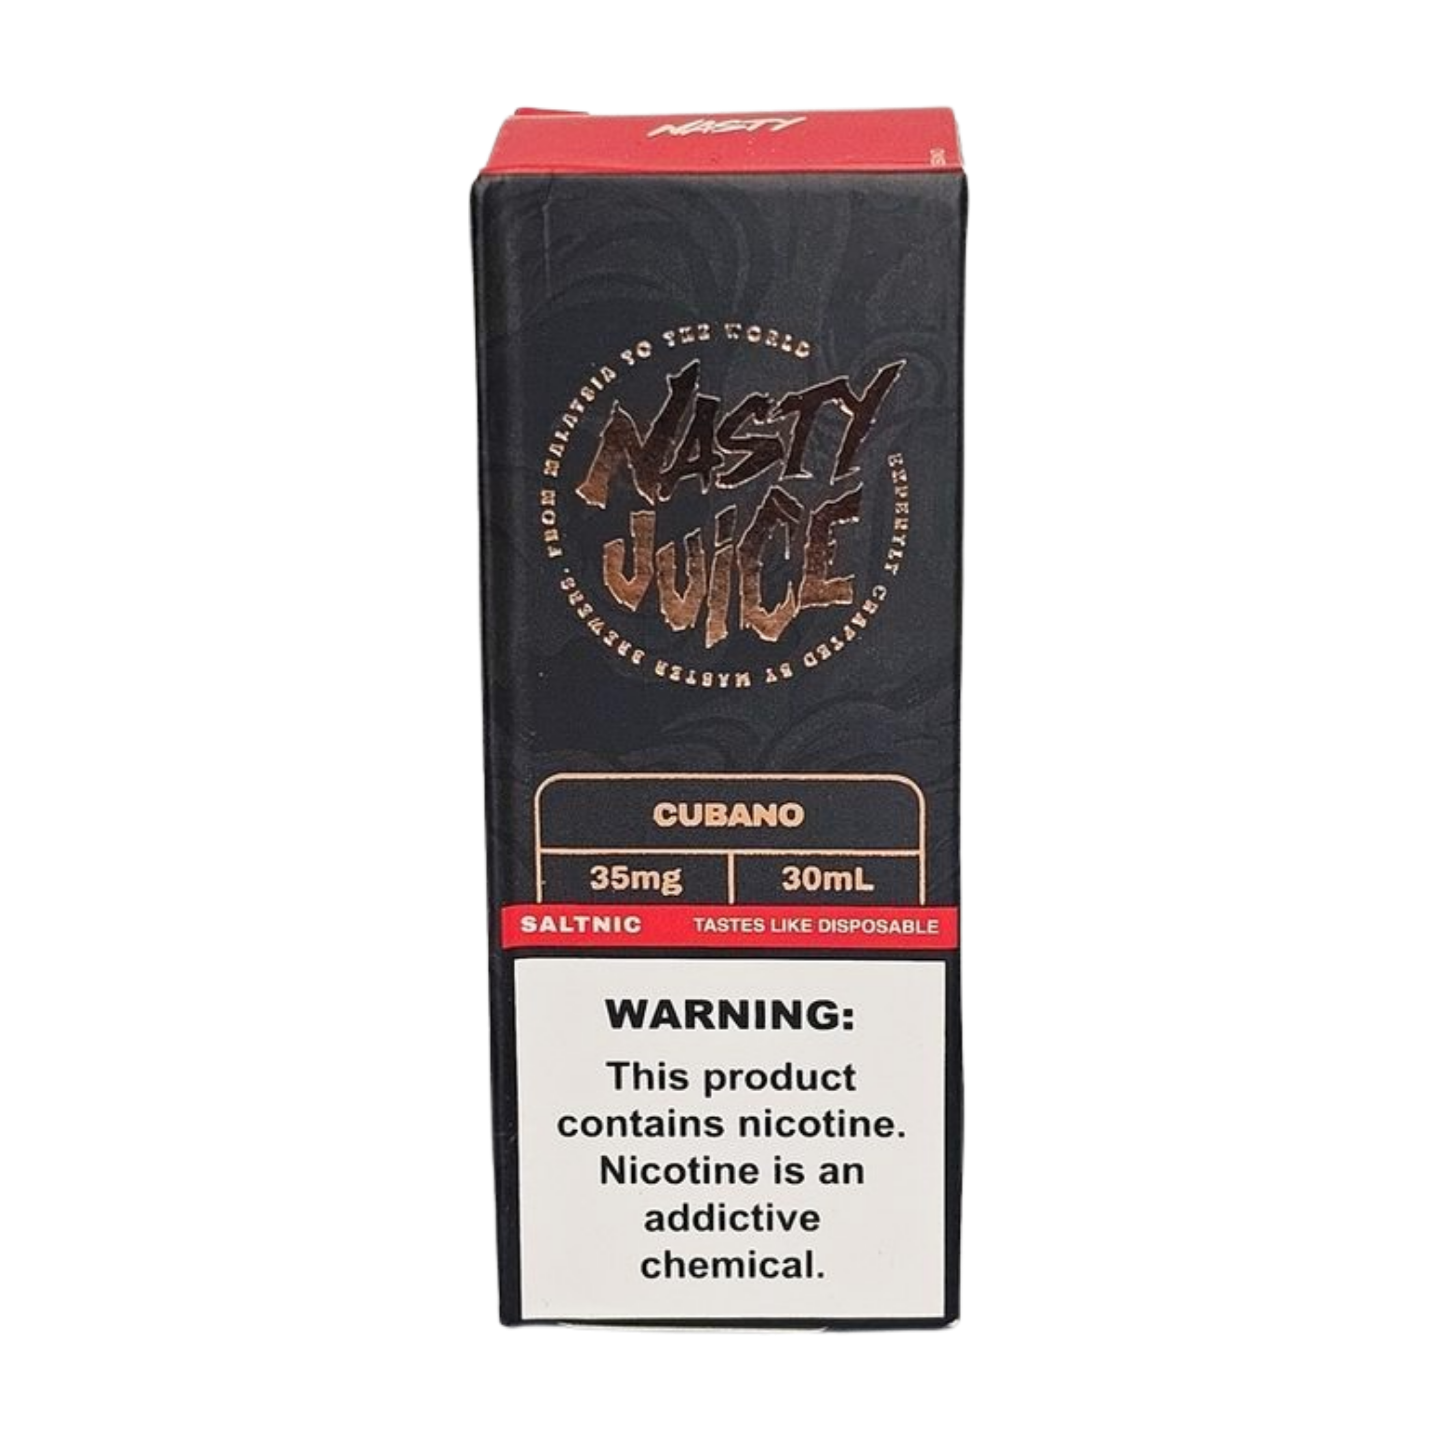 NASTY
FROM MALAYSIA TO THE WORLD
NASTY
JUICE
EXPERTLY CRAFTED BY MASTER BREWERS.
CUBANO
35mg
30mL
SALTNIC
TASTES LIKE DISPOSABLE
WARNING:
This product
contains nicotine.
Nicotine is an
addictive
chemical.